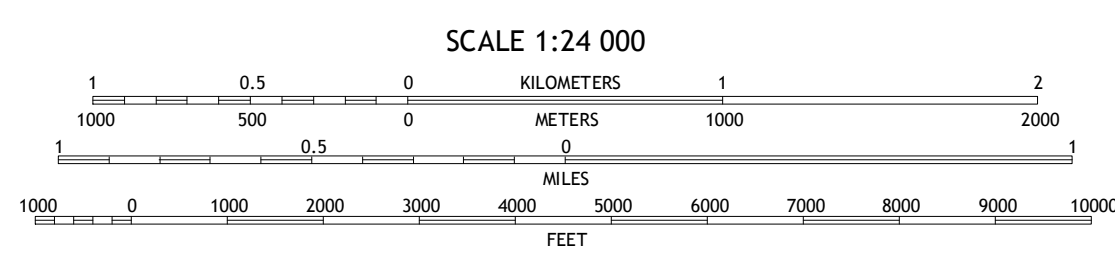 SCALE 1:24 000
1 0.5 0 KILOMETERS 1 2
1000 500 0 METERS 1000 2000
1 0.5 0 1
MILES
1000 0 1000 2000 3000 4000 5000 6000 7000 8000 9000 10000
FEET